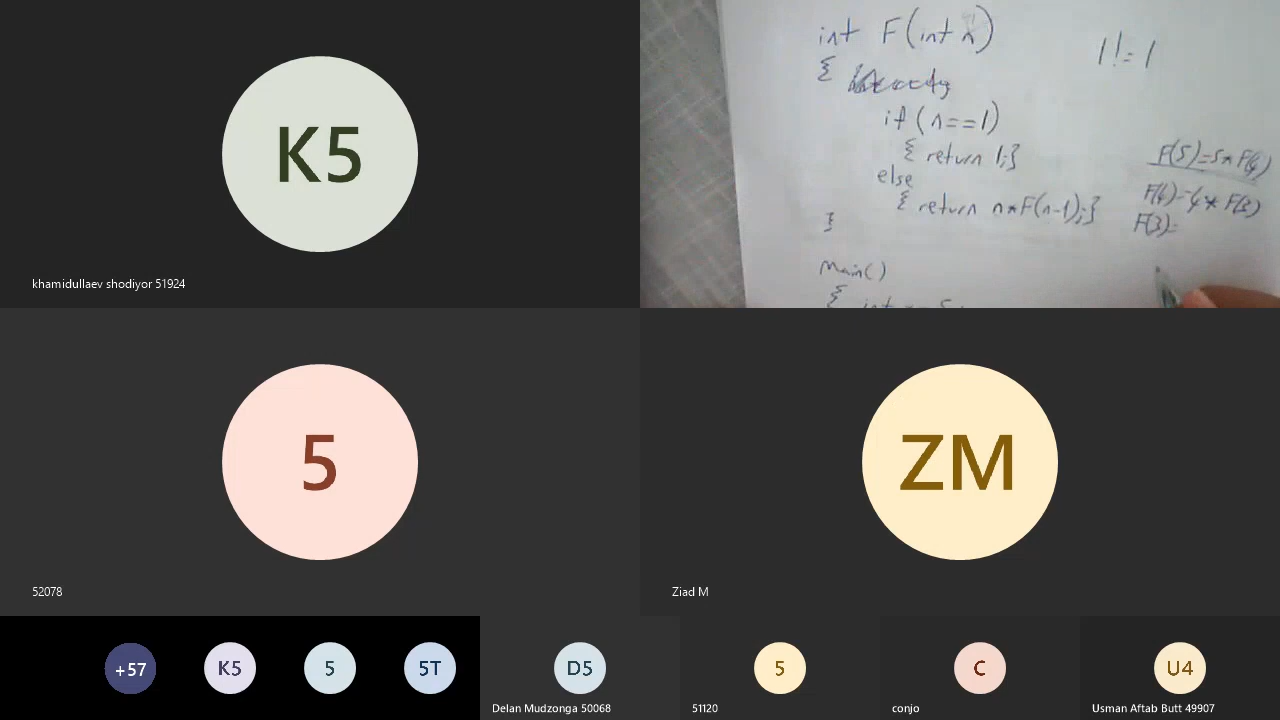 K5
khamidullaev shodiyor 51924
int F(int n)
{
if (n==1)
{ return 1;}
else
{ return n*F(n-1);}
}
main()
{ int
1!=1
F(5)=5*F(4)
F(4)=4*F(3)
F(3)=
5
52078
ZM
Ziad M
+57
K5
5
5T
D5
Delan Mudzonga 50068
5
51120
C
conjo
U4
Usman Aftab Butt 49907